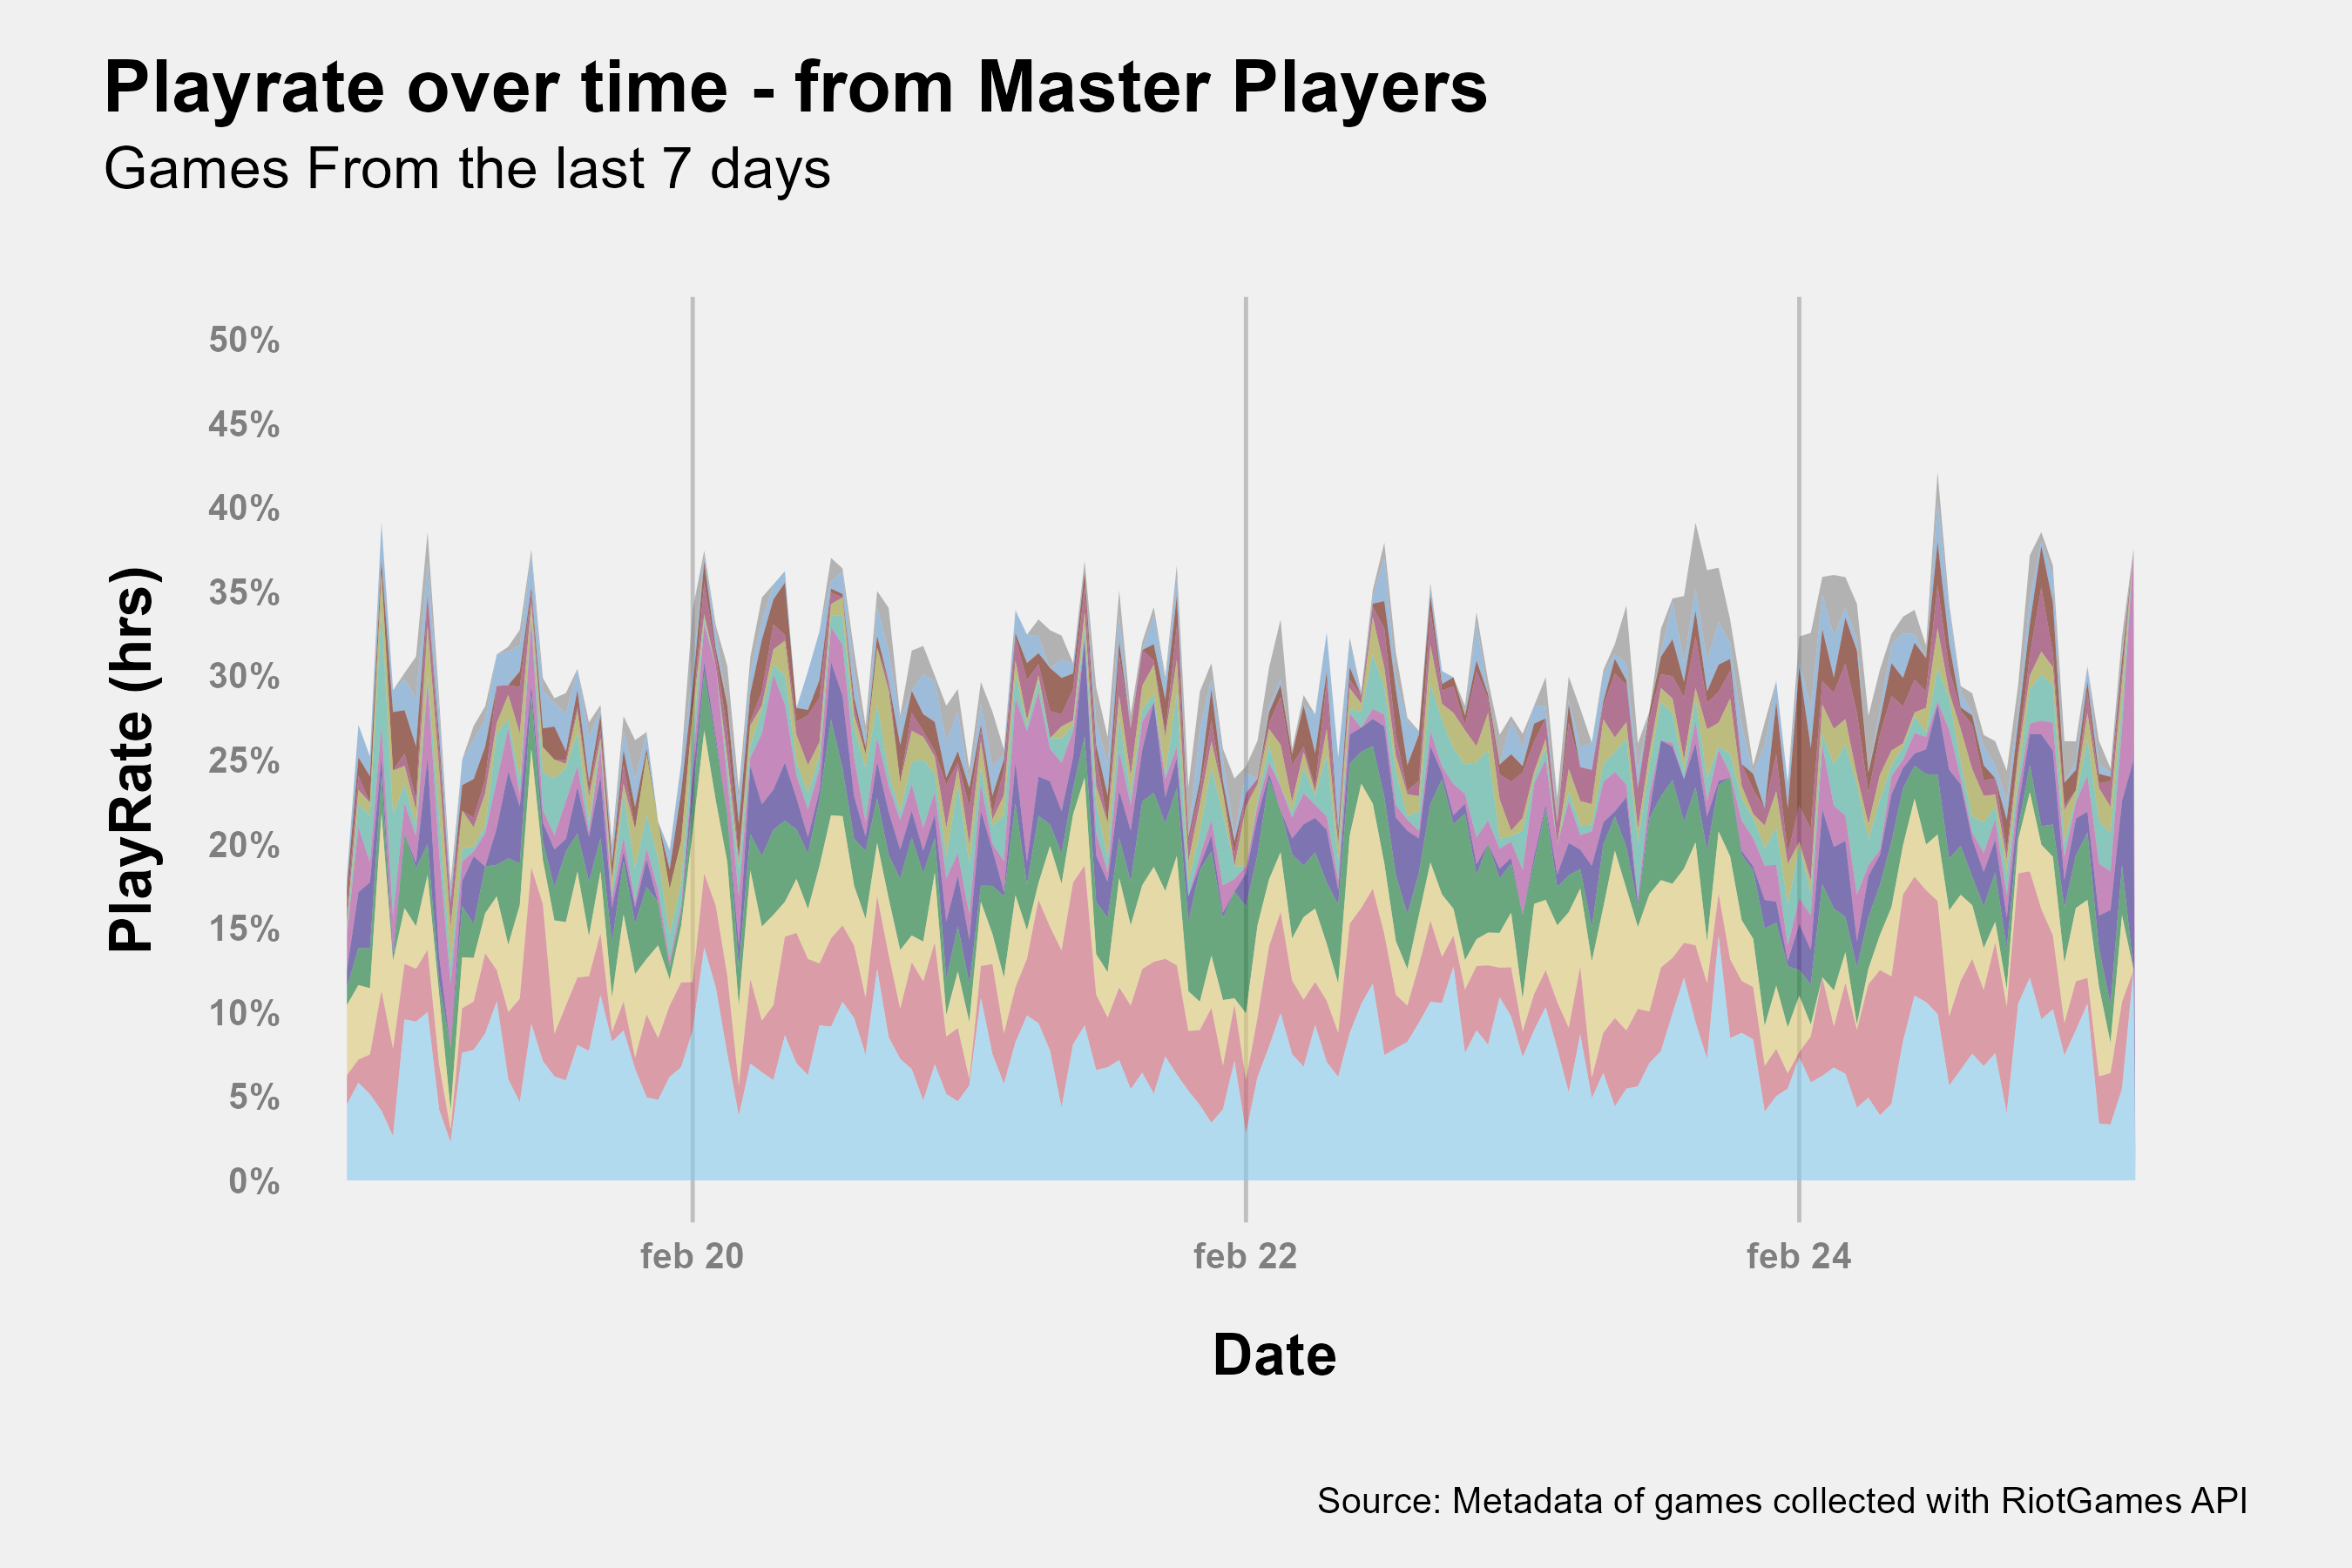 Playrate over time - from Master Players
Games From the last 7 days
PlayRate (hrs)
50%
45%
40%
35%
30%
25%
20%
15%
10%
5%
0%
feb 20
feb 22
feb 24
Date
Source: Metadata of games collected with RiotGames API